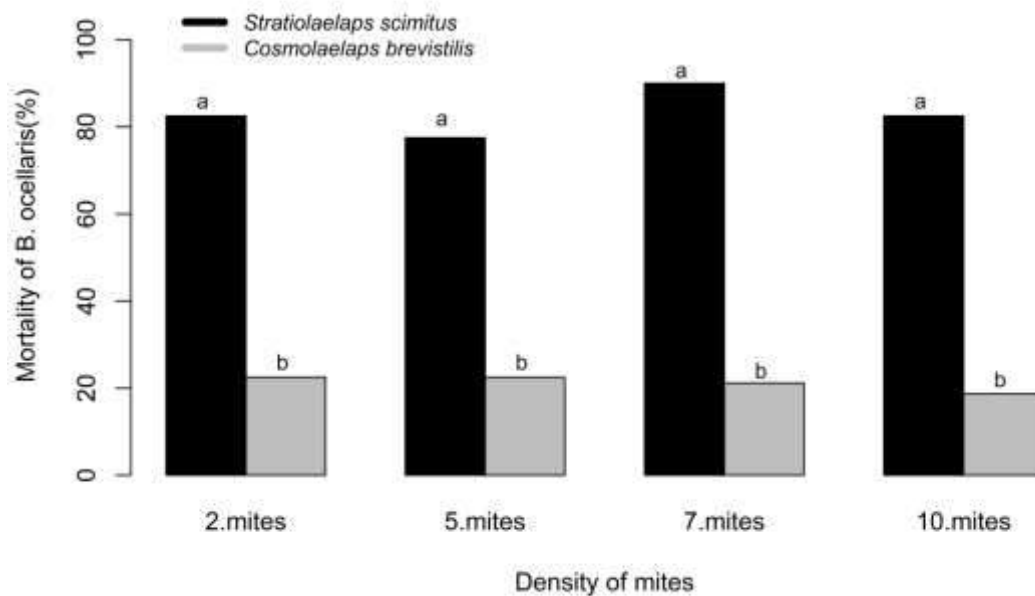 Stratiolaelaps scimitus
Cosmolaelaps brevistilis
Mortality of B. ocellaris(%)
100
80
60
40
20
0
a
b
a
b
a
b
a
b
2.mites
5.mites
7.mites
10.mites
Density of mites